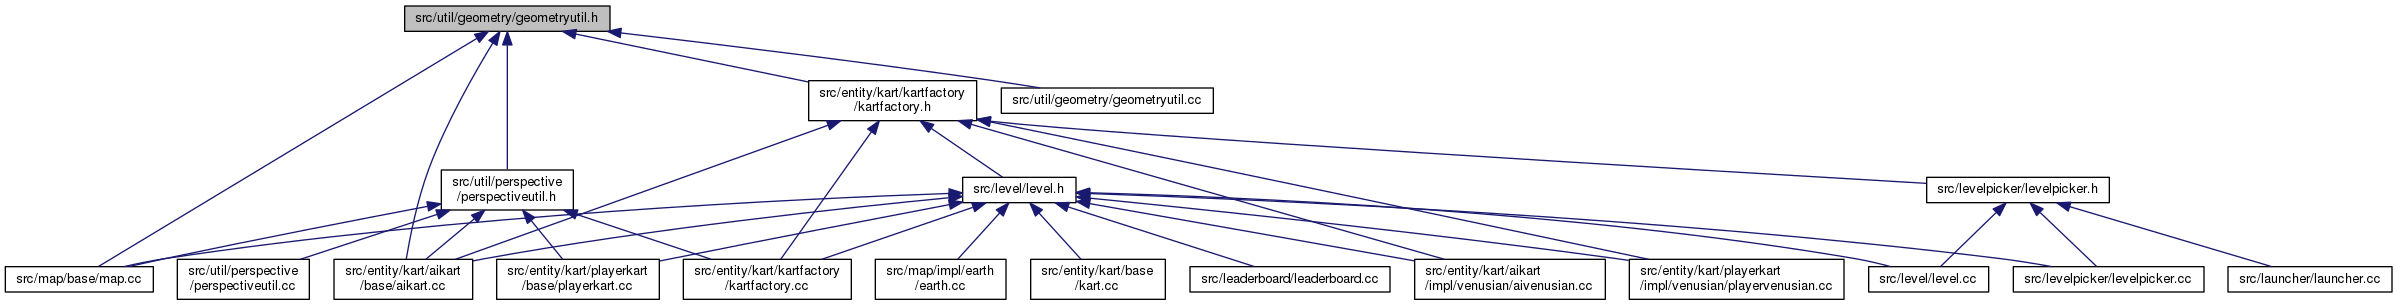 src/util/geometry/geometryutil.h
src/entity/kart/kartfactory
/kartfactory.h
src/util/geometry/geometryutil.cc
src/util/perspective
/perspectiveutil.h
src/level/level.h
src/levelpicker/levelpicker.h
src/map/base/map.cc
src/util/perspective
/perspectiveutil.cc
src/entity/kart/aikart
/base/aikart.cc
src/entity/kart/playerkart
/base/playerkart.cc
src/entity/kart/kartfactory
/kartfactory.cc
src/map/impl/earth
/earth.cc
src/entity/kart/base
/kart.cc
src/leaderboard/leaderboard.cc
src/entity/kart/aikart
/impl/venusian/aivenusian.cc
src/entity/kart/playerkart
/impl/venusian/playervenusian.cc
src/level/level.cc
src/levelpicker/levelpicker.cc
src/launcher/launcher.cc